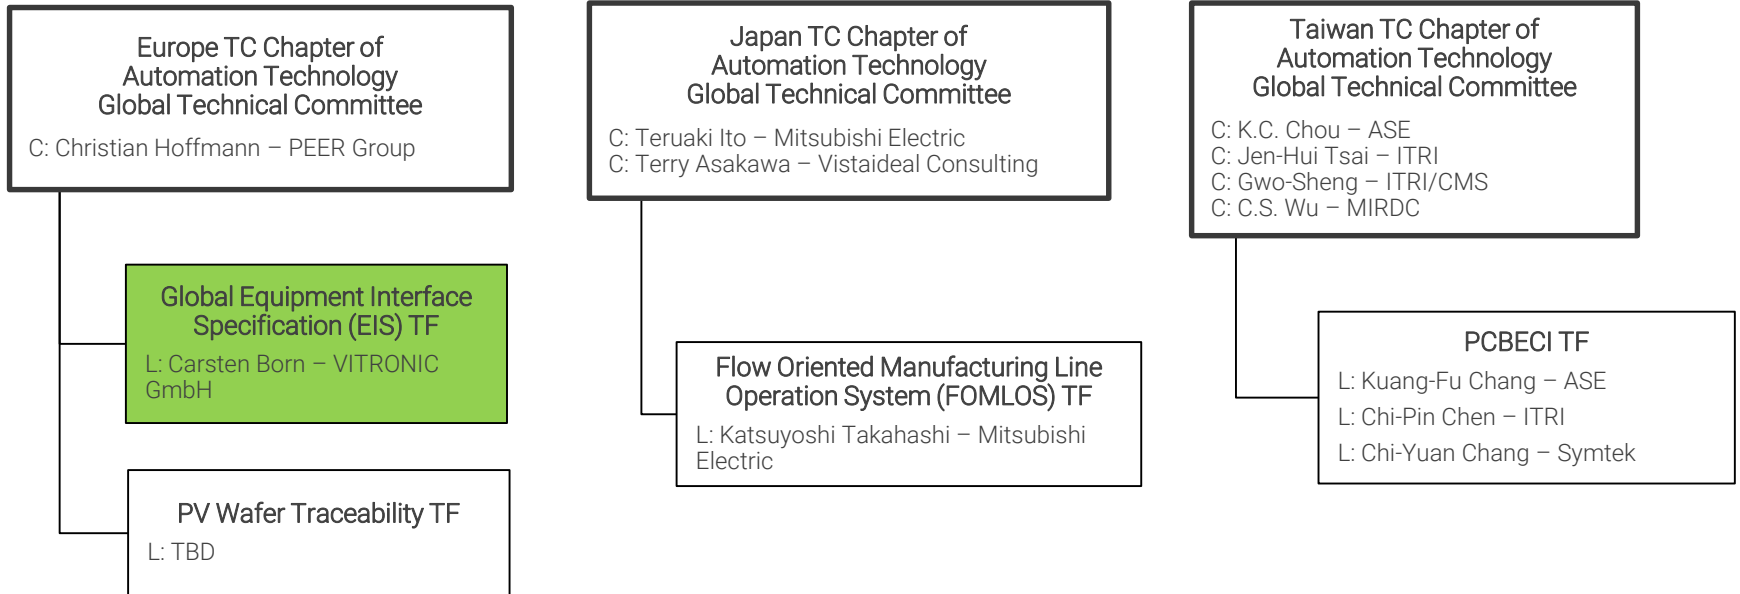 Europe TC Chapter of
Automation Technology
Global Technical Committee
C: Christian Hoffmann – PEER Group
Global Equipment Interface
Specification (EIS) TF
L: Carsten Born – VITRONIC
GmbH
PV Wafer Traceability TF
L: TBD
Japan TC Chapter of
Automation Technology
Global Technical Committee
C: Teruaki Ito – Mitsubishi Electric
C: Terry Asakawa – Vistaideal Consulting
Flow Oriented Manufacturing Line
Operation System (FOMLOS) TF
L: Katsuyoshi Takahashi – Mitsubishi
Electric
Taiwan TC Chapter of
Automation Technology
Global Technical Committee
C: K.C. Chou – ASE
C: Jen-Hui Tsai – ITRI
C: Gwo-Sheng – ITRI/CMS
C: C.S. Wu – MIRDC
PCBECI TF
L: Kuang-Fu Chang – ASE
L: Chi-Pin Chen – ITRI
L: Chi-Yuan Chang – Symtek